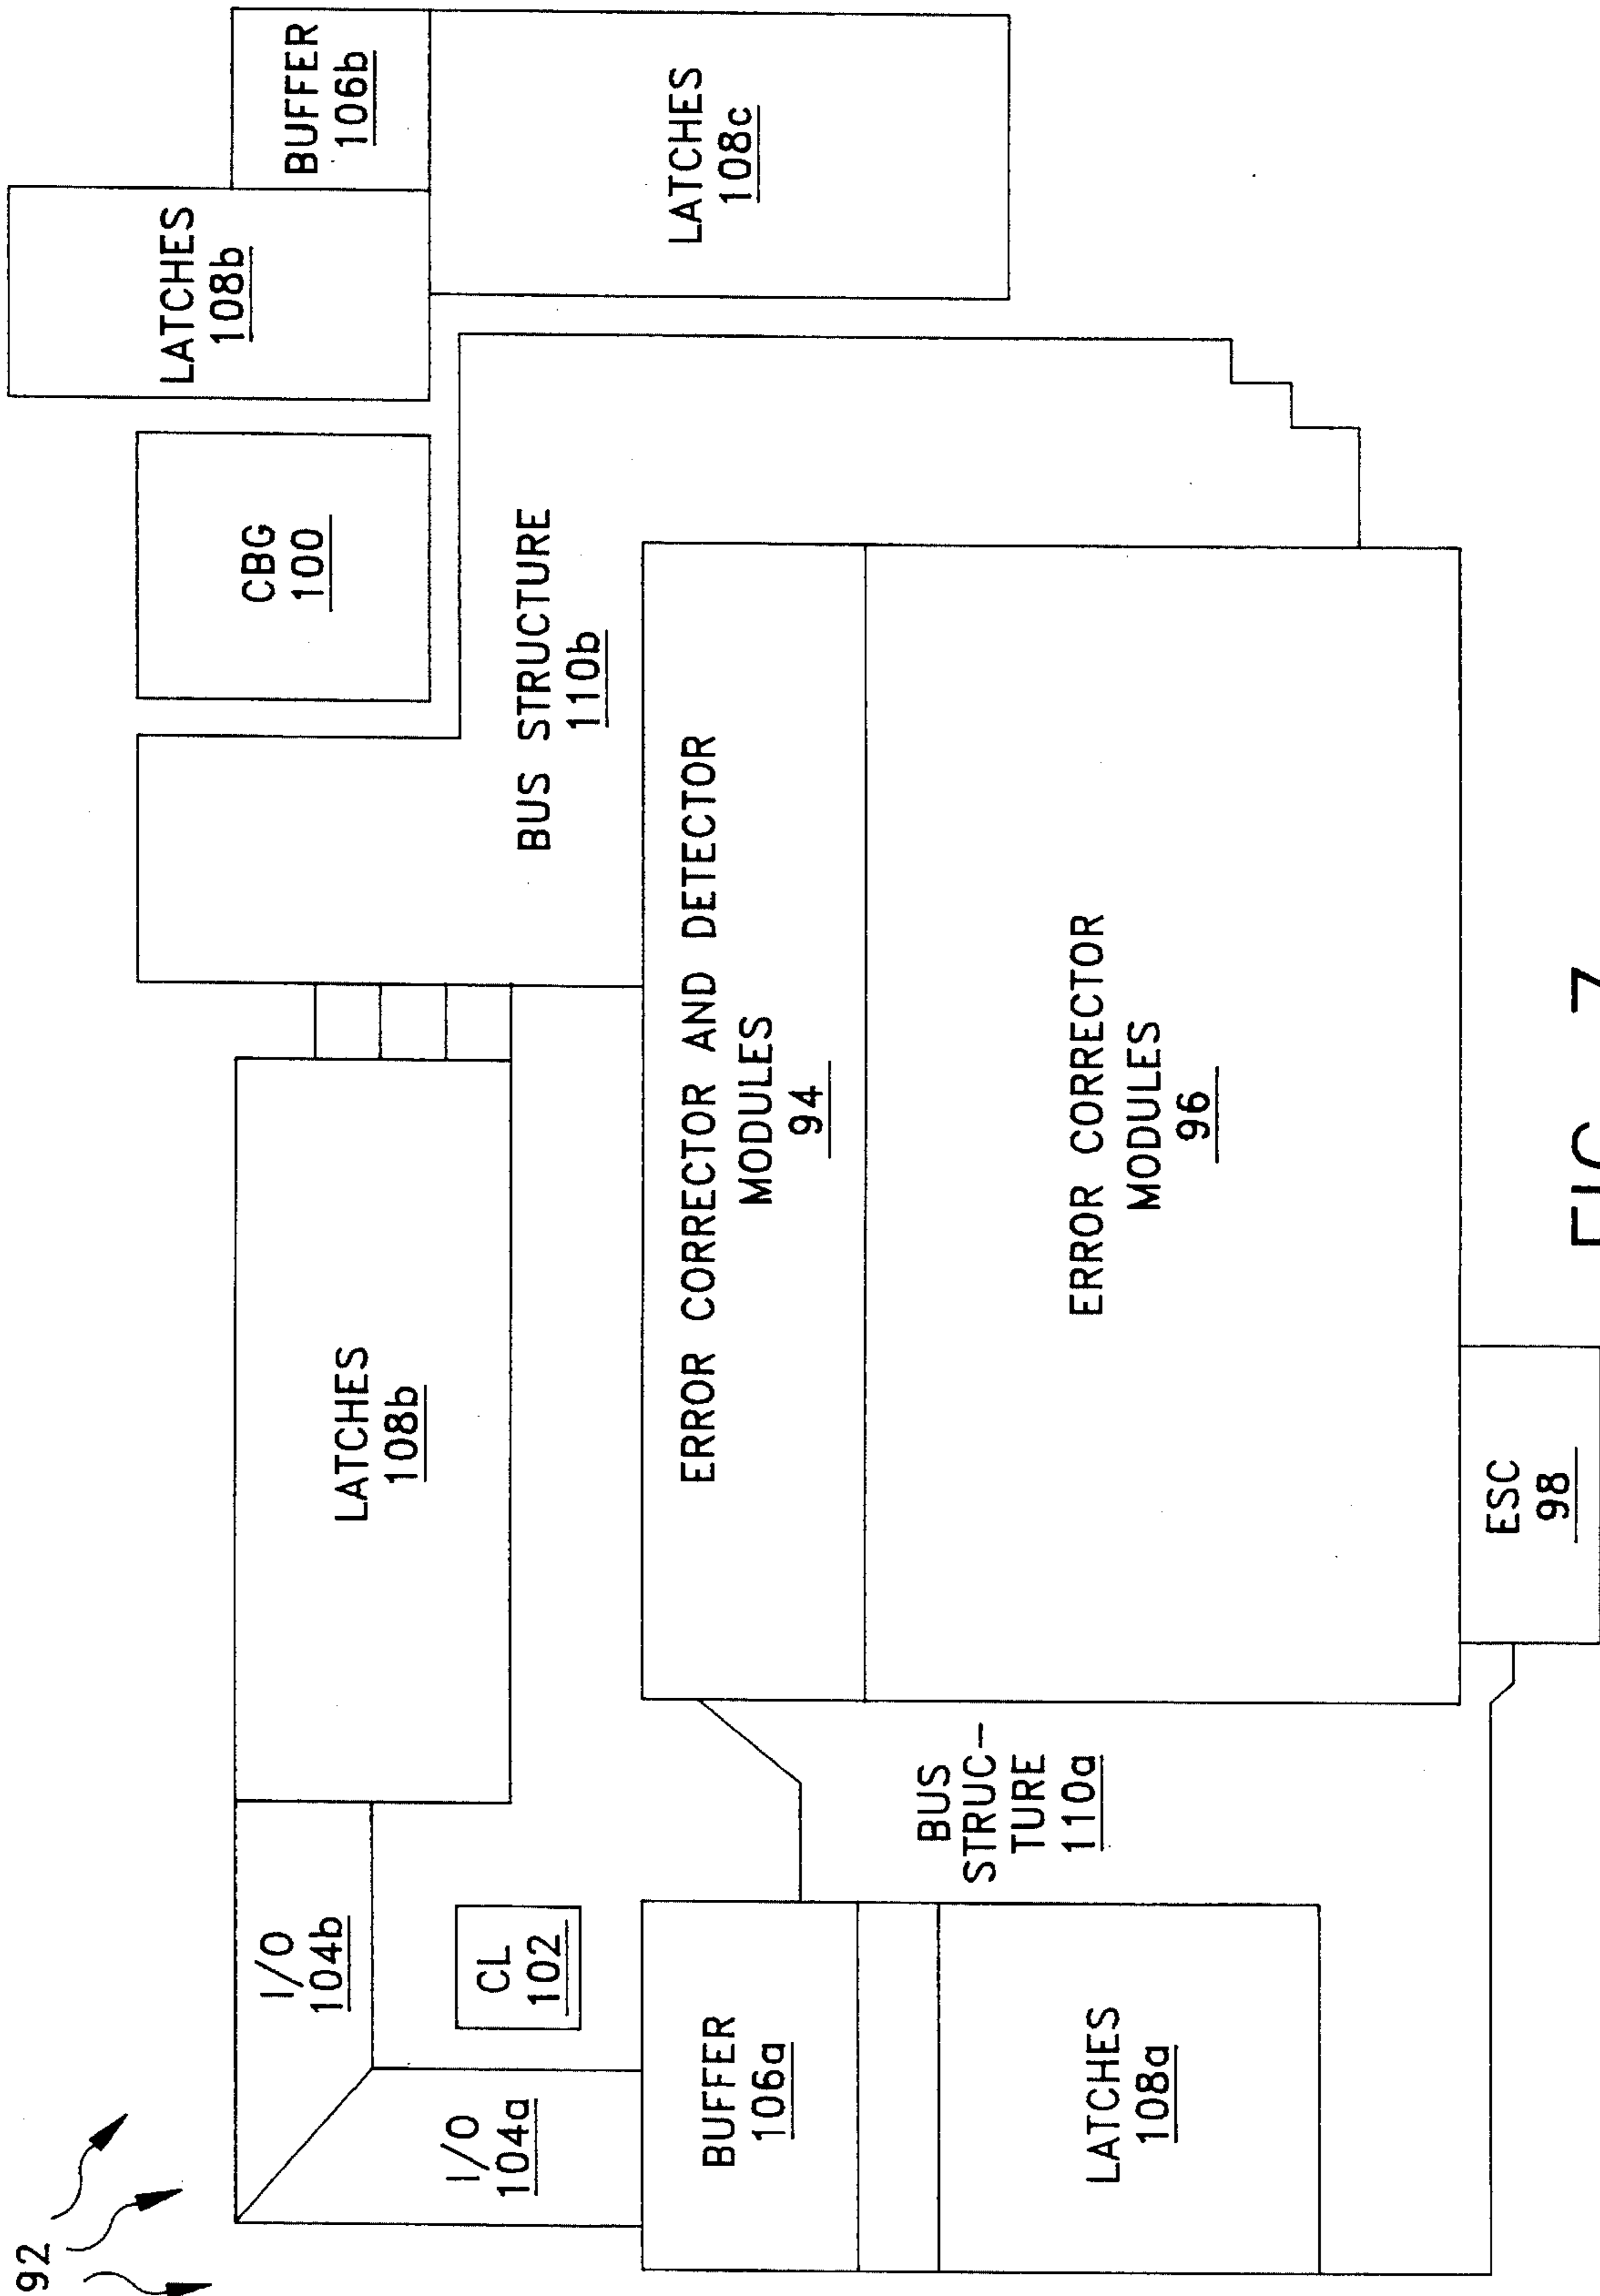 92
I/O
104a
I/O
104b
CL
102
LATCHES
108b
CBG
100
LATCHES
108b
BUFFER
106b
LATCHES
108c
BUS STRUCTURE
110b
BUFFER
106a
LATCHES
108a
BUS
STRUC-
TURE
110a
ERROR CORRECTOR AND DETECTOR
MODULES
94
ERROR CORRECTOR
MODULES
96
ESC
98
FIG. 7